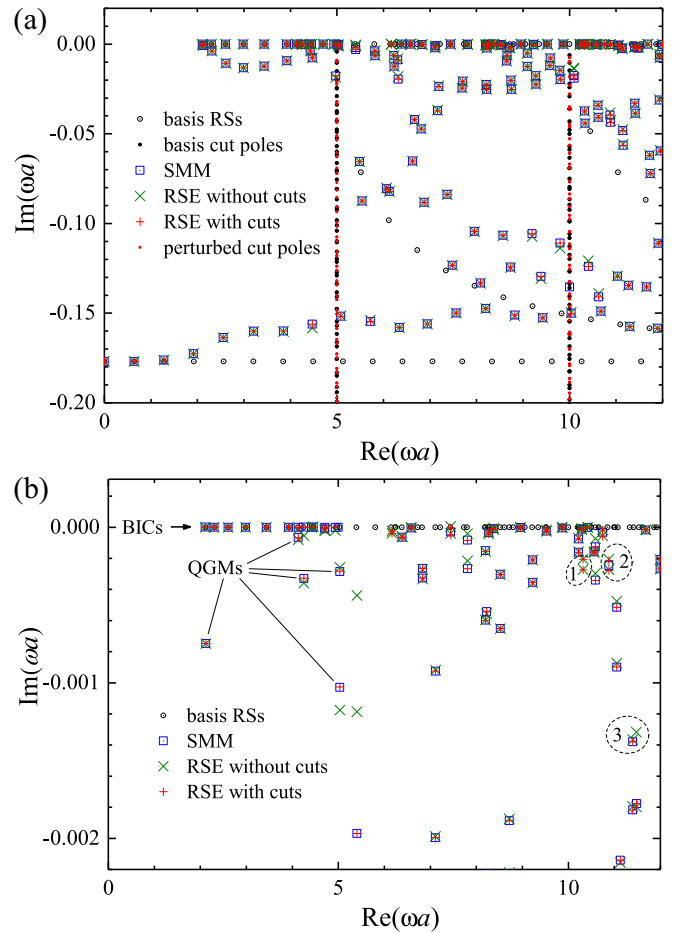 (a)
0.00
-0.05
-0.10
-0.15
-0.20
Im(ωa)
basis RSs
basis cut poles
SMM
RSE without cuts
RSE with cuts
perturbed cut poles
0
5
10
Re(ωa)
(b)
0.000
-0.001
-0.002
Im(ωa)
BICs
QGMs
1
2
3
basis RSs
SMM
RSE without cuts
RSE with cuts
0
5
10
Re(ωa)